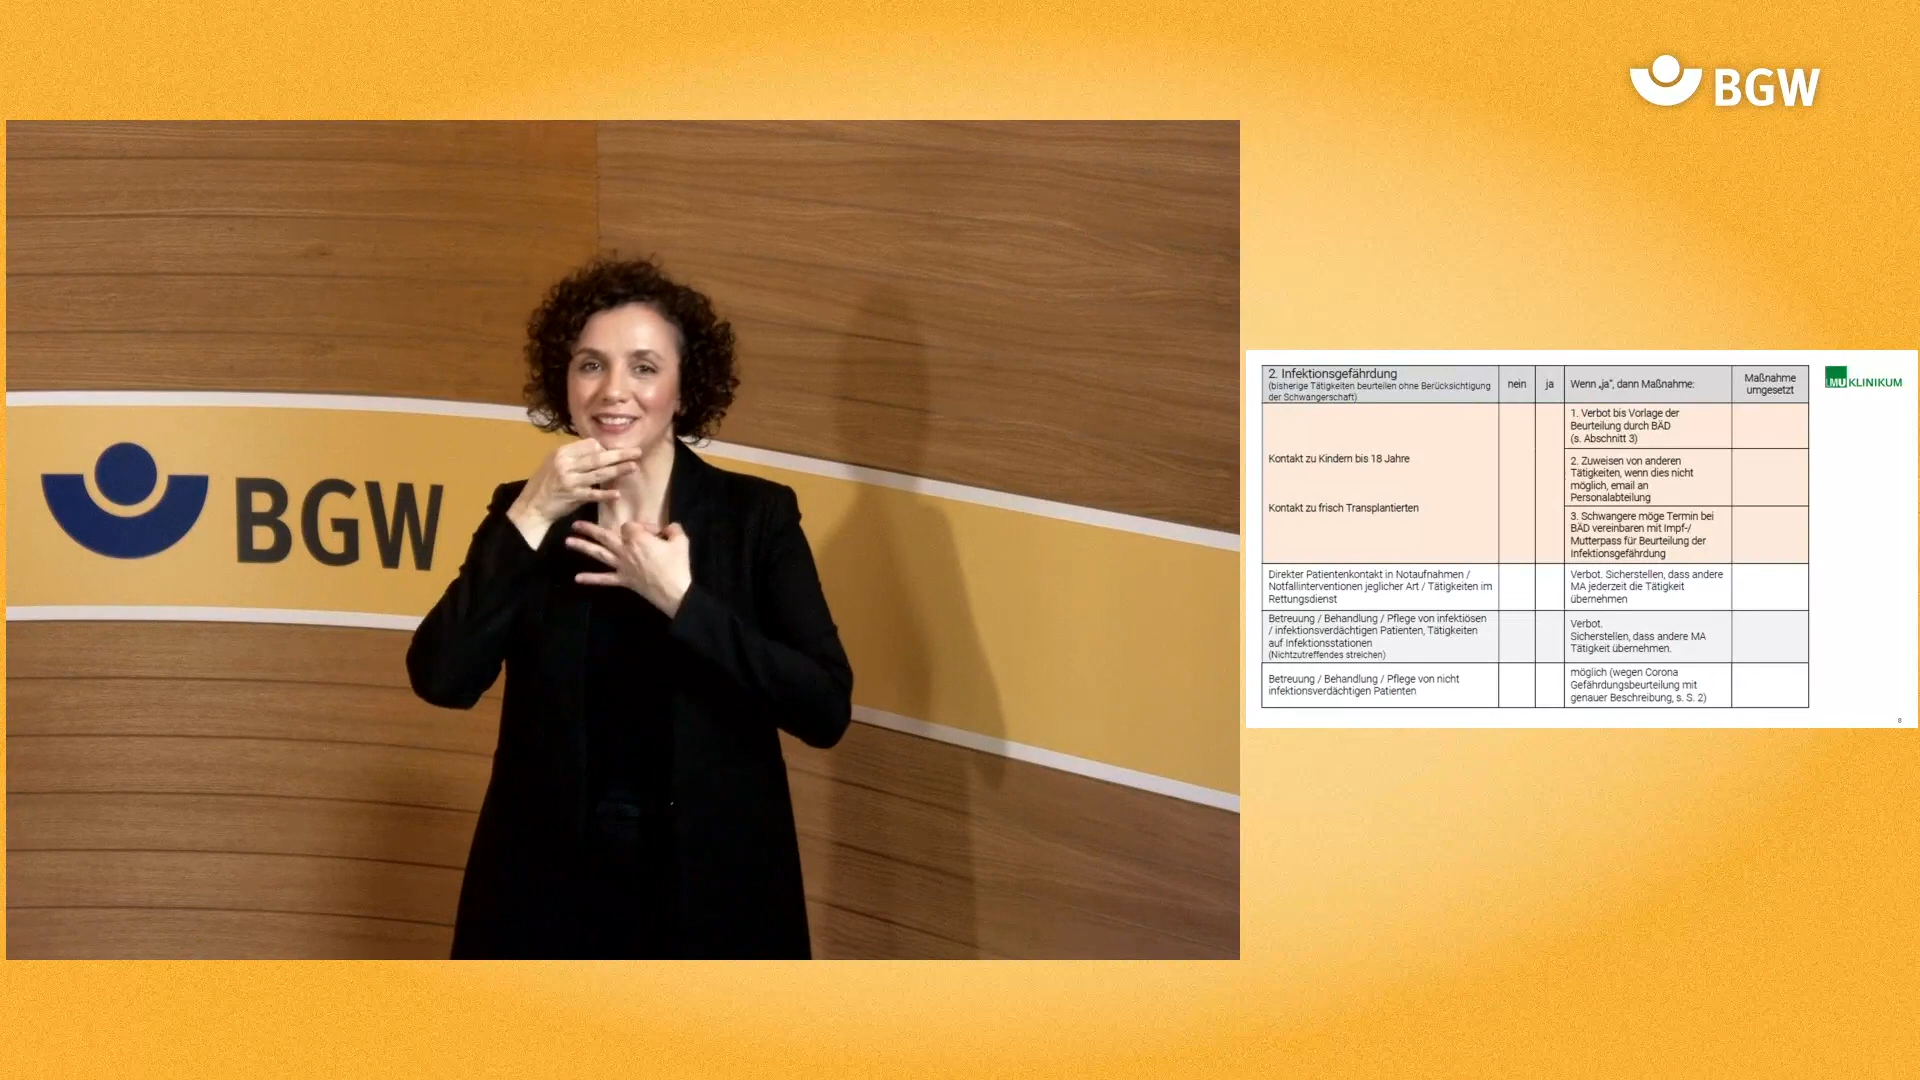 BGW
BGW
2. Infektionsgefährdung
(bisherige Tätigkeiten beurteilen ohne Berücksichtigung
der Schwangerschaft)
nein
ja
Wenn „ja“, dann Maßnahme:
Maßnahme
umgesetzt
LMU KLINIKUM
Kontakt zu Kindern bis 18 Jahre
Kontakt zu frisch Transplantierten
1. Verbot bis Vorlage der
Beurteilung durch BÄD
(s. Abschnitt 3)
2. Zuweisen von anderen
Tätigkeiten, wenn dies nicht
möglich, email an
Personalabteilung
3. Schwangere möge Termin bei
BÄD vereinbaren mit Impf-/
Mutterpass für Beurteilung der
Infektionsgefährdung
Direkter Patientenkontakt in Notaufnahmen /
Notfallinterventionen jeglicher Art / Tätigkeiten im
Rettungsdienst
Verbot. Sicherstellen, dass andere
MA jederzeit die Tätigkeit
übernehmen
Betreuung / Behandlung / Pflege von infektiösen
/ infektionsverdächtigen Patienten, Tätigkeiten
auf Infektionsstationen
(Nichtzutreffendes streichen)
Verbot.
Sicherstellen, dass andere MA
Tätigkeit übernehmen.
Betreuung / Behandlung / Pflege von nicht
infektionsverdächtigen Patienten
möglich (wegen Corona
Gefährdungsbeurteilung mit
genauer Beschreibung, s. S. 2)
8